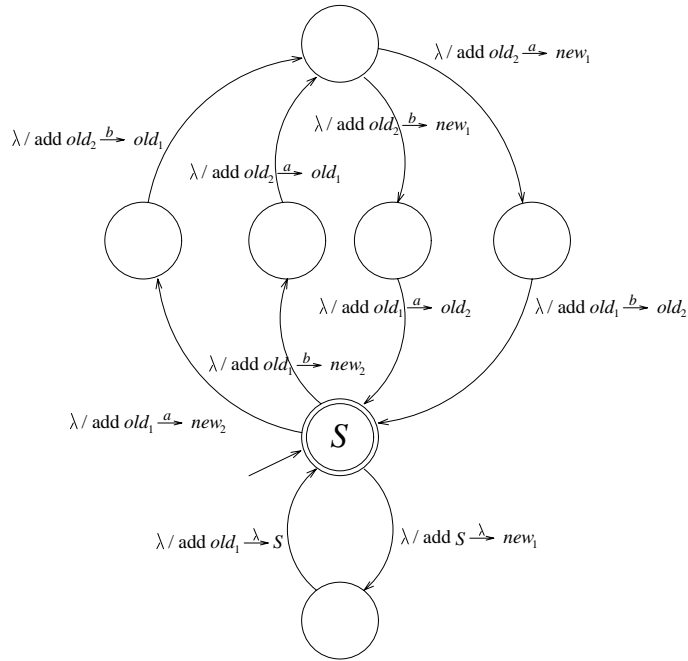 λ / add old₂ —a→ new₁
λ / add old₂ —b→ new₁
λ / add old₂ —b→ old₁
λ / add old₂ —a→ old₁
λ / add old₁ —a→ old₂
λ / add old₁ —b→ old₂
λ / add old₁ —b→ new₂
λ / add old₁ —a→ new₂
S
λ / add old₁ —λ→ S
λ / add S —λ→ new₁